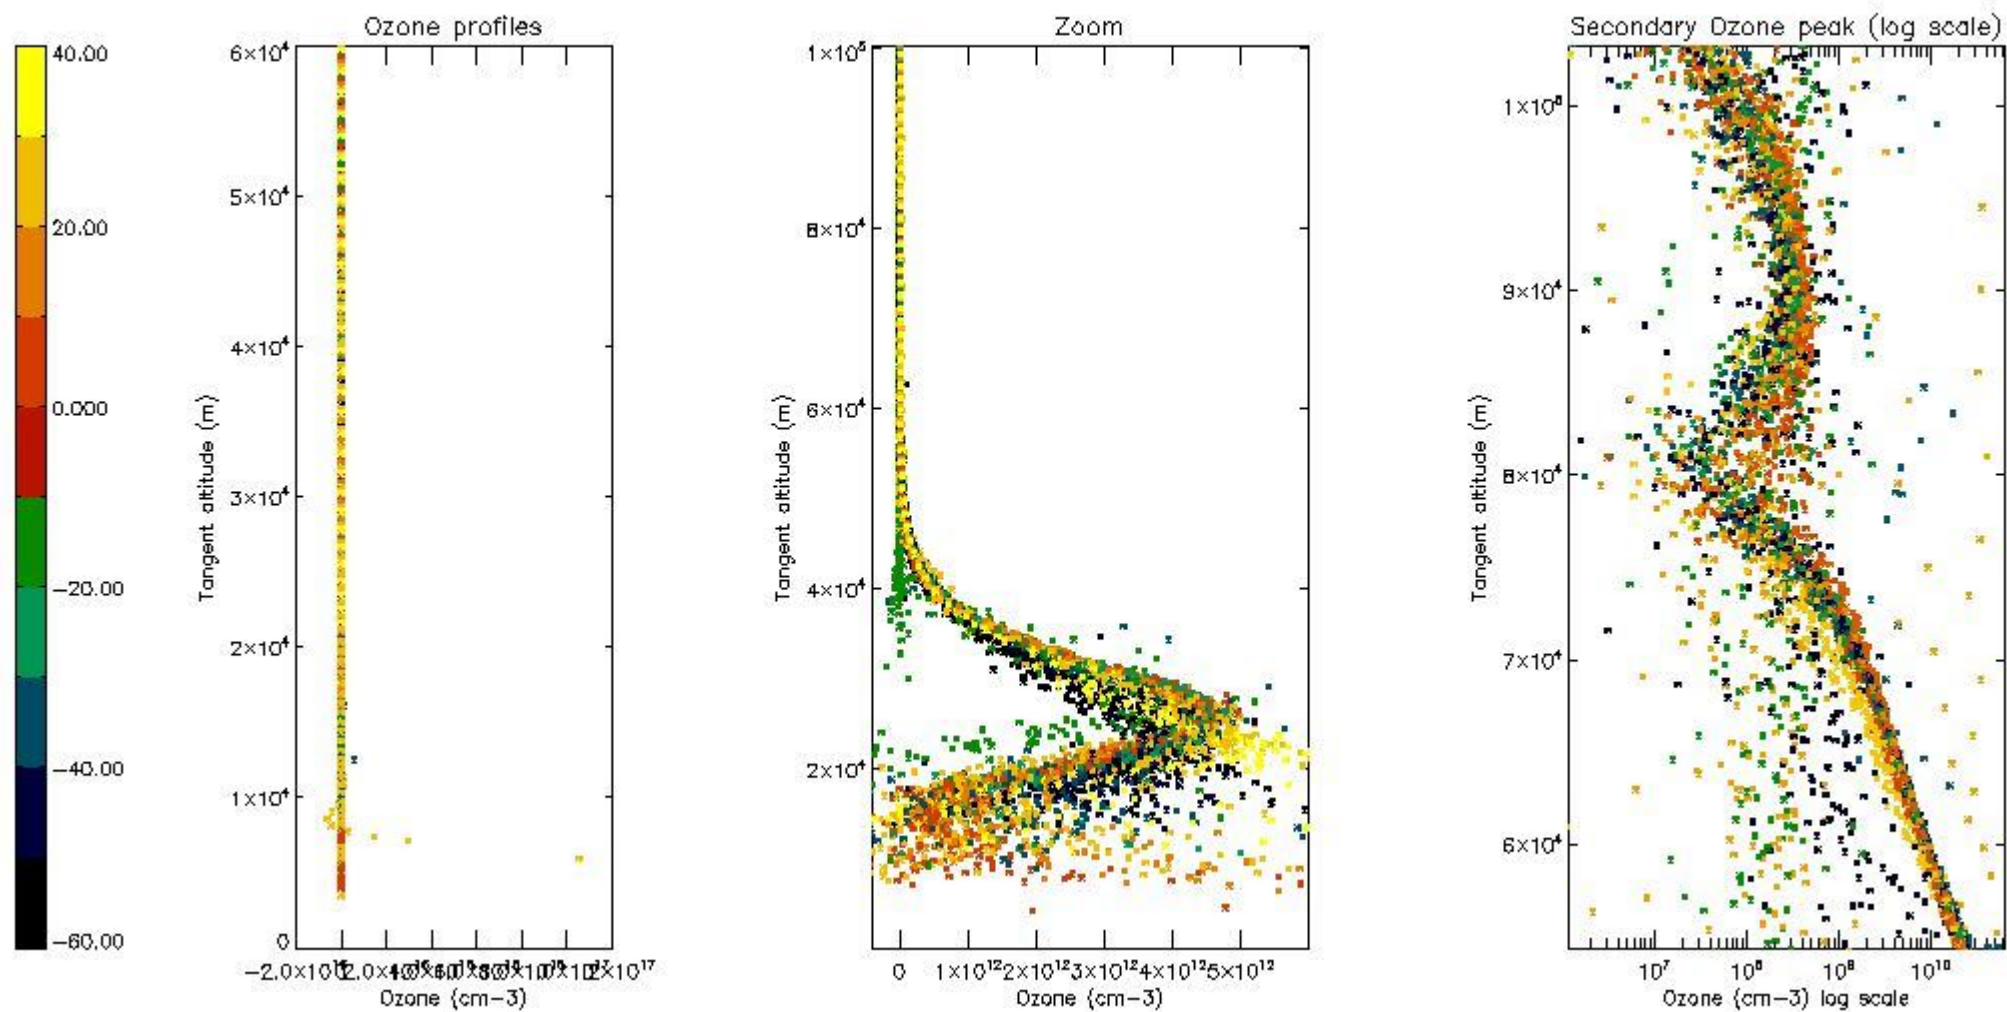 Ozone profiles
Zoom
Secondary Ozone peak (log scale)
40.00
20.00
0.000
−20.00
−40.00
−60.00
6×10⁴
5×10⁴
4×10⁴
3×10⁴
2×10⁴
1×10⁴
0
Tangent altitude (m)
Ozone (cm−3)
1×10⁵
8×10⁴
6×10⁴
4×10⁴
2×10⁴
Tangent altitude (m)
0 1×10¹² 2×10¹² 3×10¹² 4×10¹² 5×10¹²
Ozone (cm−3)
1×10⁵
9×10⁴
8×10⁴
7×10⁴
6×10⁴
Tangent altitude (m)
10⁷ 10⁸ 10⁹ 10¹⁰
Ozone (cm−3) log scale